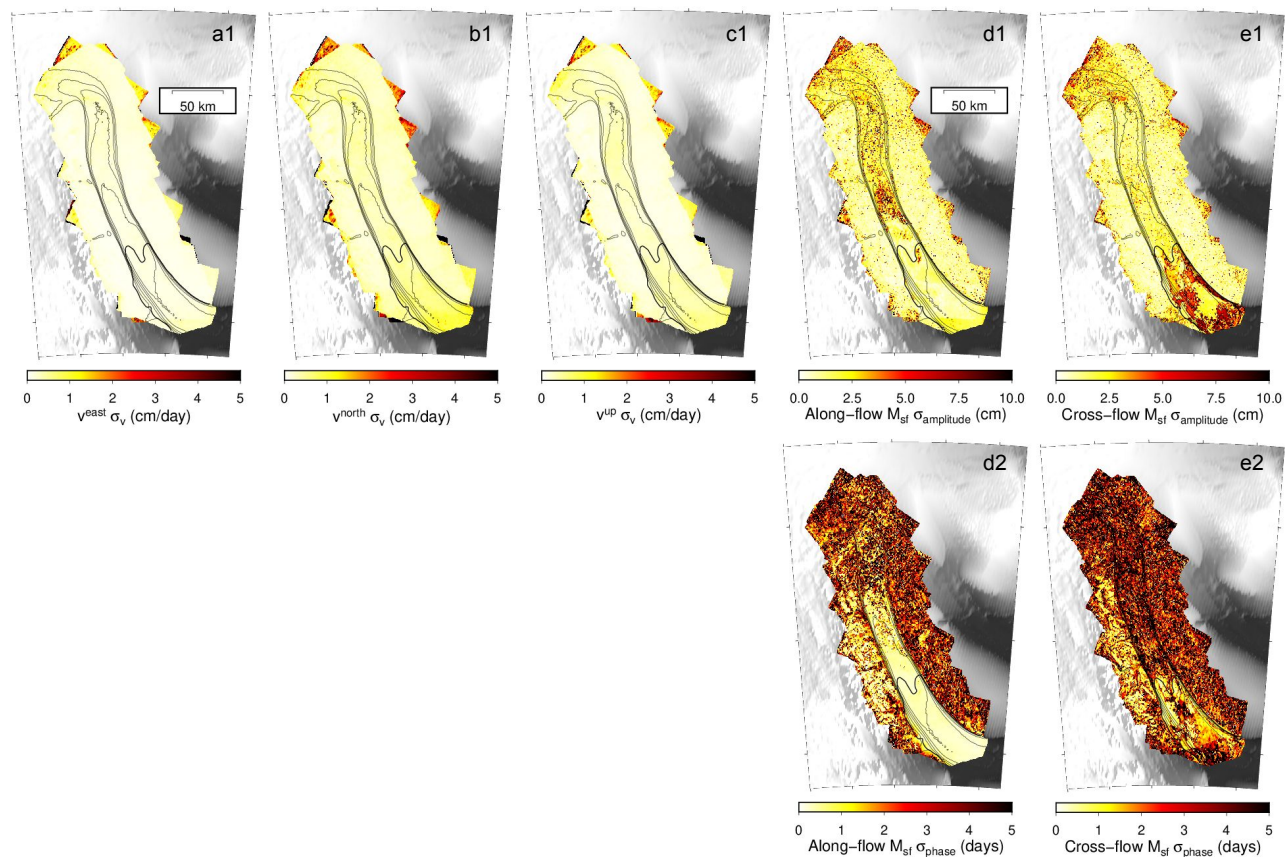 a1
b1
c1
d1
e1
50 km
50 km
0 1 2 3 4 5
v^east σ_v (cm/day)
0 1 2 3 4 5
v^north σ_v (cm/day)
0 1 2 3 4 5
v^up σ_v (cm/day)
0.0 2.5 5.0 7.5 10.0
Along−flow M_sf σ_amplitude (cm)
0.0 2.5 5.0 7.5 10.0
Cross−flow M_sf σ_amplitude (cm)
d2
e2
0 1 2 3 4 5
Along−flow M_sf σ_phase (days)
0 1 2 3 4 5
Cross−flow M_sf σ_phase (days)